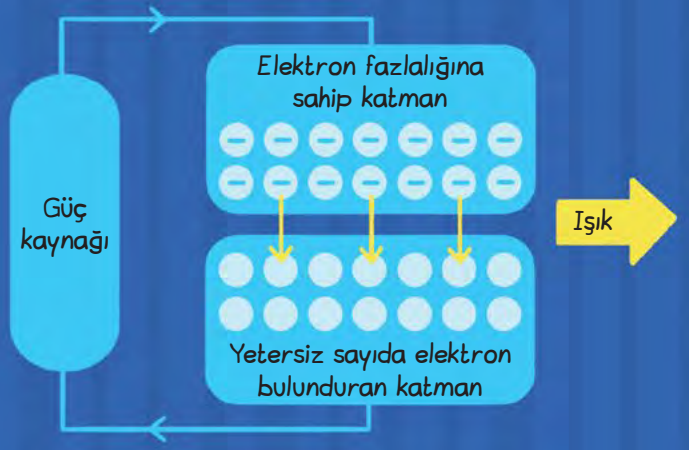 Elektron fazlalığına
sahip katman
Güç
kaynağı
Işık
Yetersiz sayıda elektron
bulunduran katman